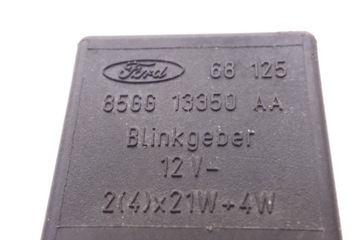 Ford 68 125
85GG 13350 AA
Blinkgeber
12 V-
2(4)x21W+4W